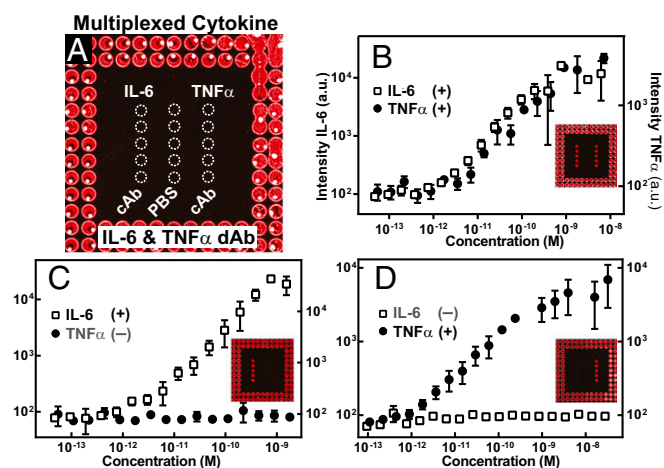 Multiplexed Cytokine
A
IL-6 TNFα
cAb PBS cAb
IL-6 & TNFα dAb
B
IL-6 (+)
TNFα (+)
Intensity IL-6 (a.u.)
10⁴
10³
10²
Intensity TNFα (a.u.)
10³
10²
10⁻¹³ 10⁻¹² 10⁻¹¹ 10⁻¹⁰ 10⁻⁹ 10⁻⁸
Concentration (M)
C
IL-6 (+)
TNFα (−)
10⁴
10³
10²
10⁴
10³
10²
10⁻¹³ 10⁻¹² 10⁻¹¹ 10⁻¹⁰ 10⁻⁹
Concentration (M)
D
IL-6 (−)
TNFα (+)
10⁴
10³
10²
10⁴
10³
10²
10⁻¹³ 10⁻¹² 10⁻¹¹ 10⁻¹⁰ 10⁻⁹ 10⁻⁸
Concentration (M)